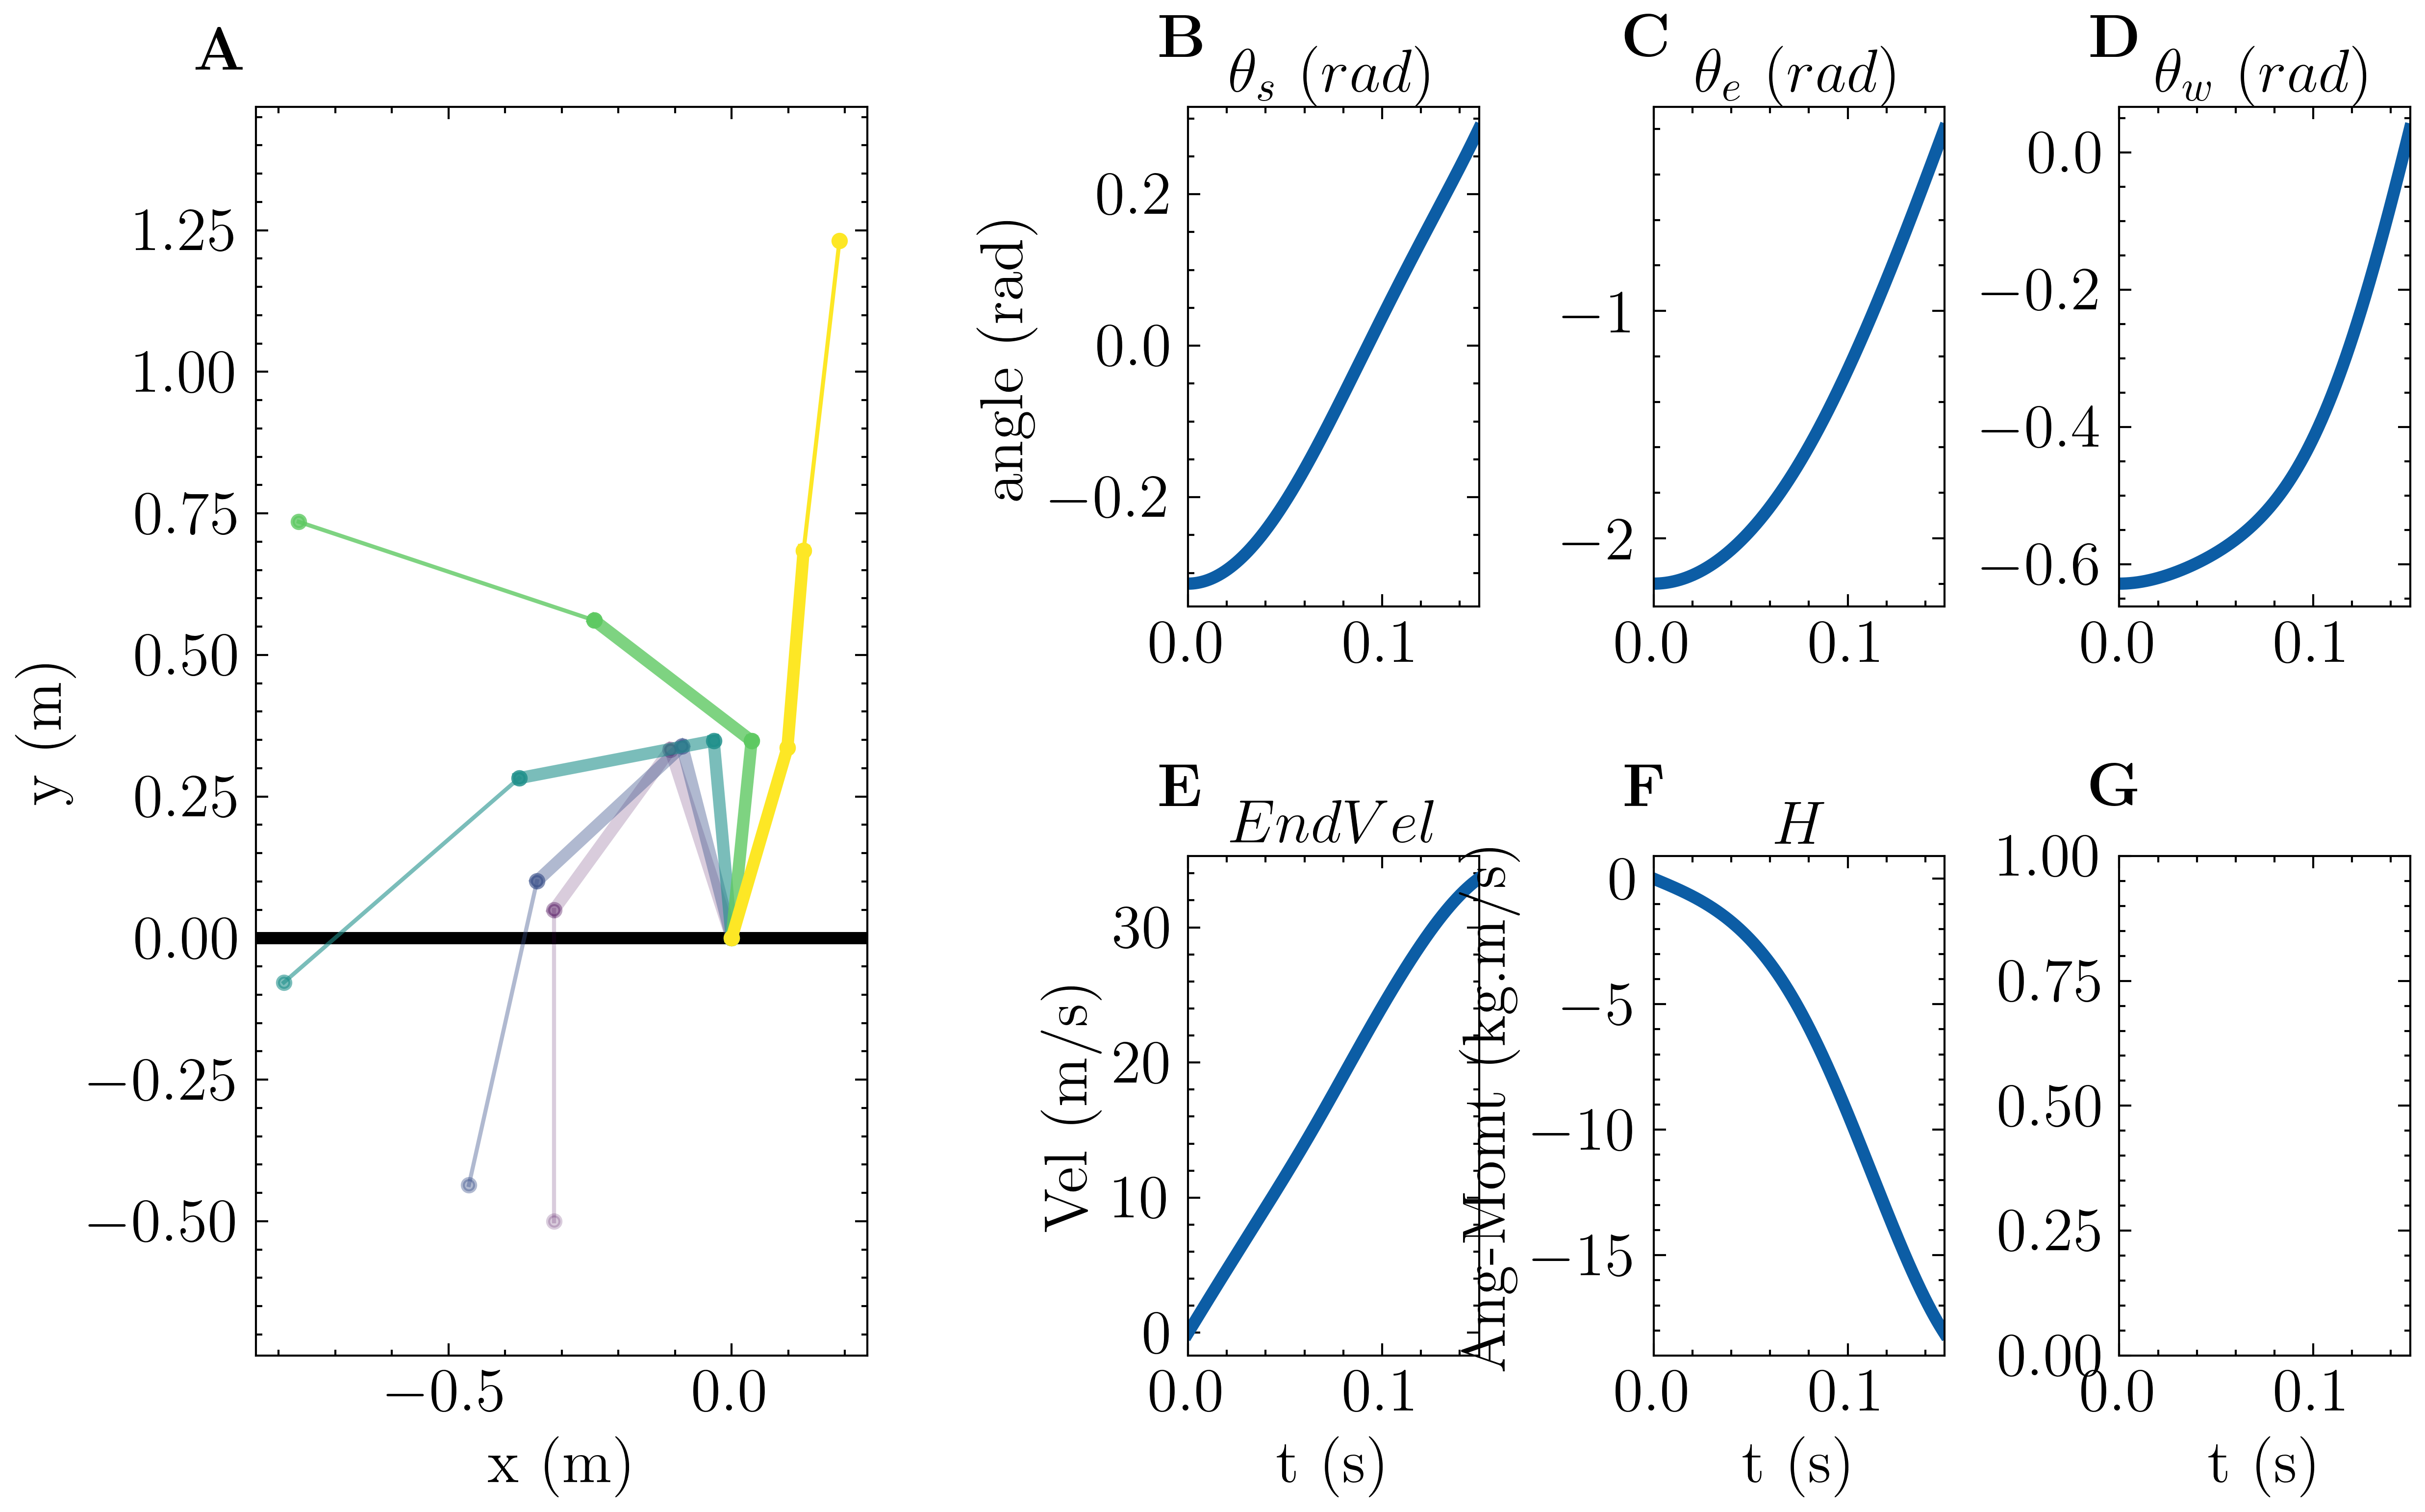 A
y (m)
1.25
1.00
0.75
0.50
0.25
0.00
−0.25
−0.50
−0.5 0.0
x (m)
B
θ_s (rad)
angle (rad)
0.2
0.0
−0.2
0.0 0.1
C
θ_e (rad)
−1
−2
0.0 0.1
D
θ_w (rad)
0.0
−0.2
−0.4
−0.6
0.0 0.1
E
EndVel
Vel (m/s)
30
20
10
0
0.0 0.1
t (s)
F
H
Ang-Momt (kg.m/s)
0
−5
−10
−15
0.0 0.1
t (s)
G
1.00
0.75
0.50
0.25
0.00
0.0 0.1
t (s)